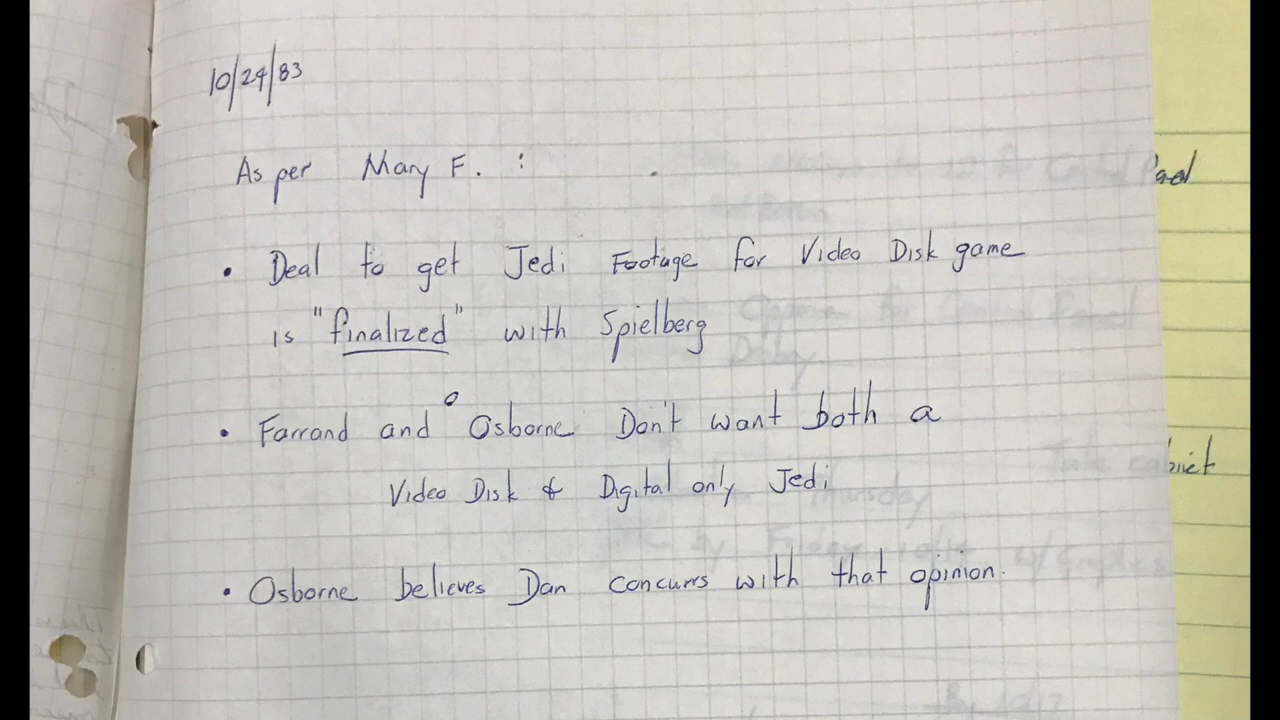 10/24/83
As per Mary F. :
• Deal to get Jedi Footage for Video Disk game
is "finalized" with Spielberg
• Farrand and Osborne Don't want both a
Video Disk & Digital only Jedi
• Osborne believes Dan concurrs with that opinion.